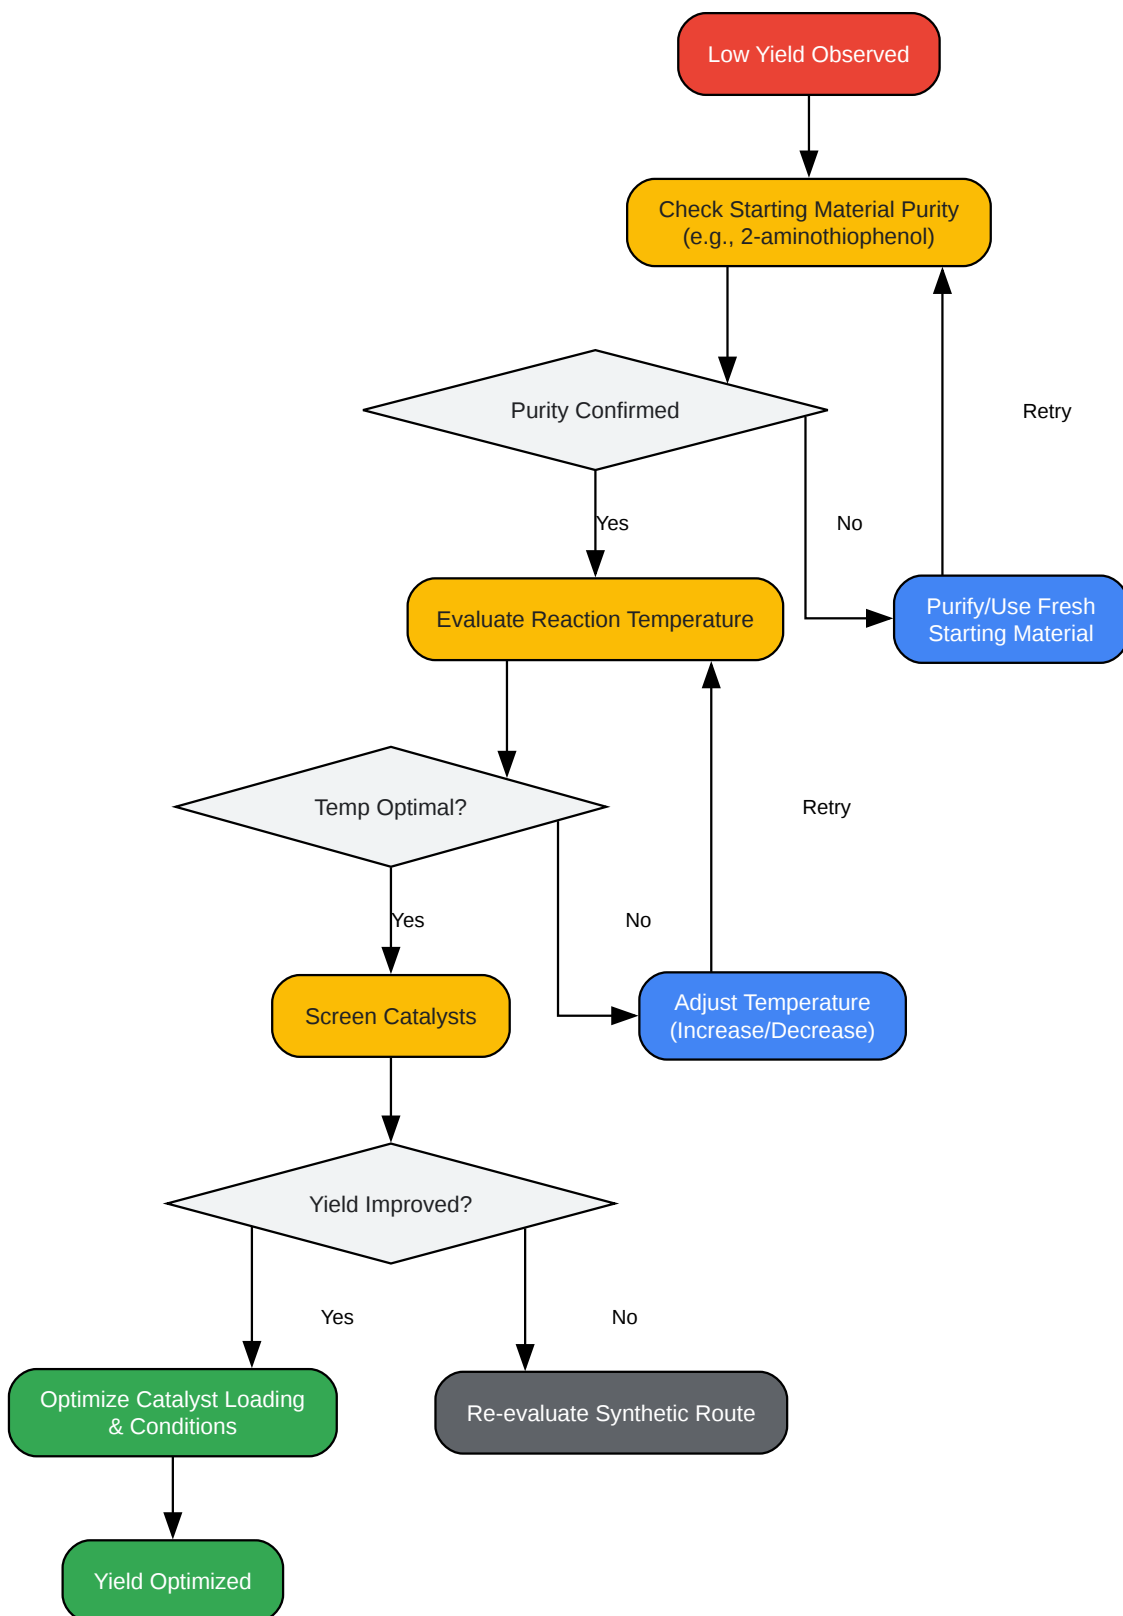 Low Yield Observed
Check Starting Material Purity
(e.g., 2-aminothiophenol)
Purity Confirmed
Retry
Yes
No
Purify/Use Fresh
Starting Material
Evaluate Reaction Temperature
Temp Optimal?
Retry
Yes
No
Adjust Temperature
(Increase/Decrease)
Screen Catalysts
Yield Improved?
Yes
No
Optimize Catalyst Loading
& Conditions
Re-evaluate Synthetic Route
Yield Optimized